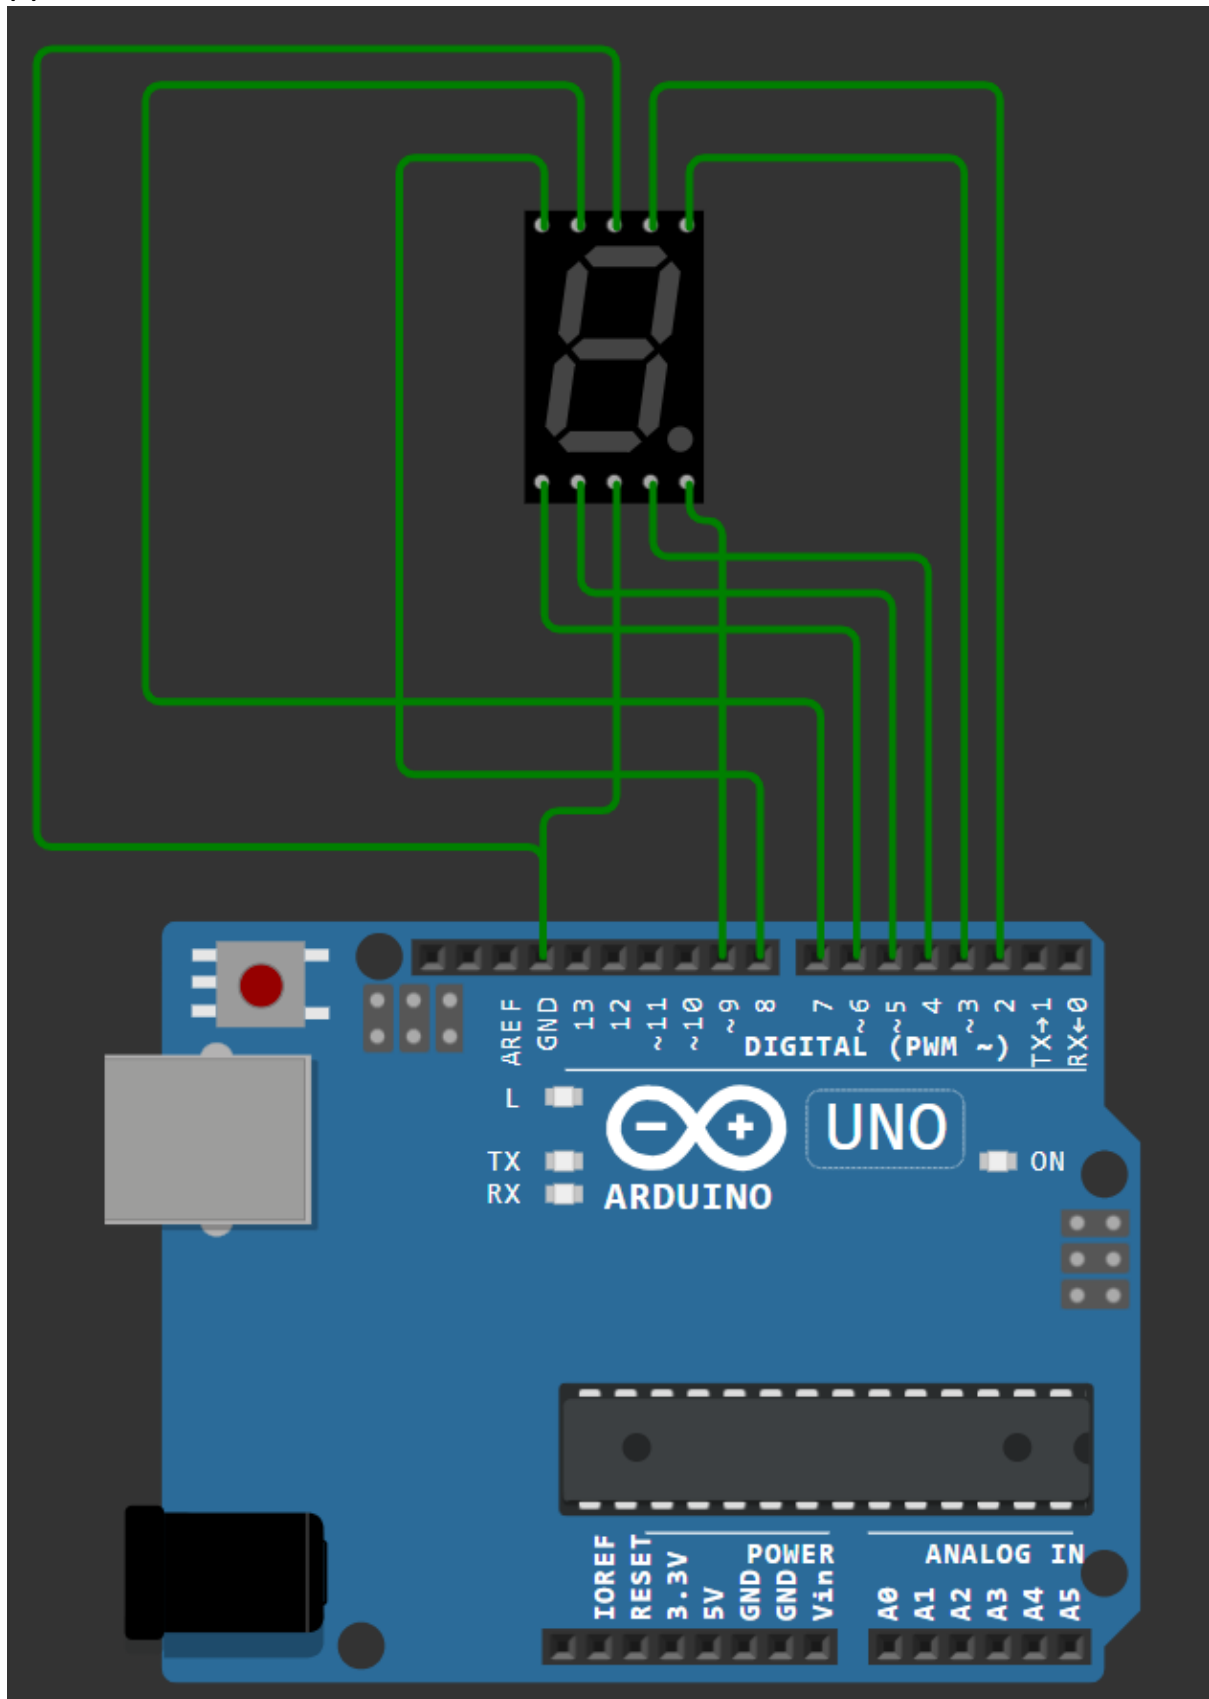 AREF
GND
13
12
~11
~10
~9
8
7
~6
~5
4
~3
2
TX→1
RX←0
DIGITAL (PWM ~)
L
TX
RX
UNO
ON
ARDUINO
POWER
ANALOG IN
IOREF
RESET
3.3V
5V
GND
GND
Vin
A0
A1
A2
A3
A4
A5